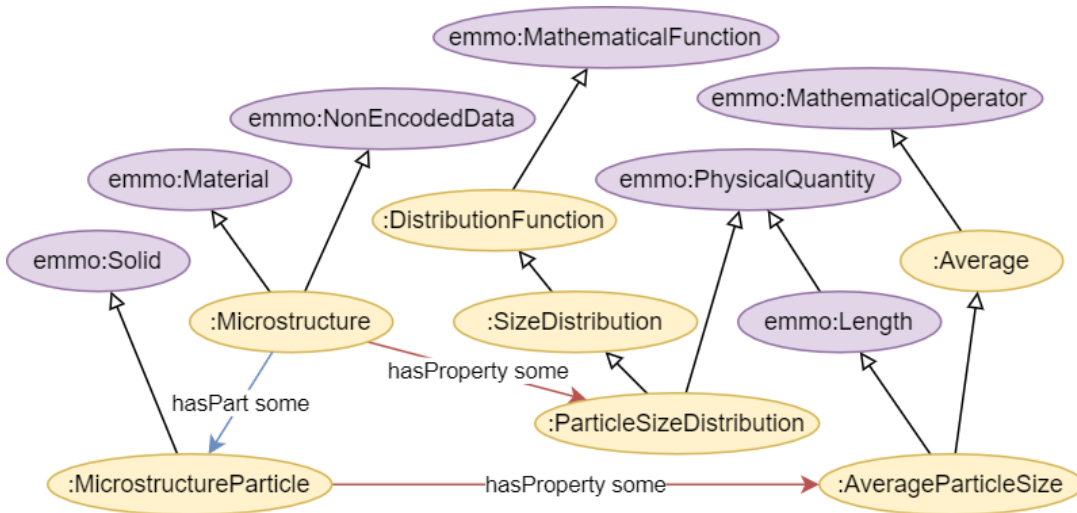 emmo:MathematicalFunction
emmo:MathematicalOperator
emmo:NonEncodedData
emmo:Material
emmo:PhysicalQuantity
:DistributionFunction
emmo:Solid
:Average
:Microstructure
:SizeDistribution
emmo:Length
hasProperty some
hasPart some
:ParticleSizeDistribution
:MicrostructureParticle
hasProperty some
:AverageParticleSize